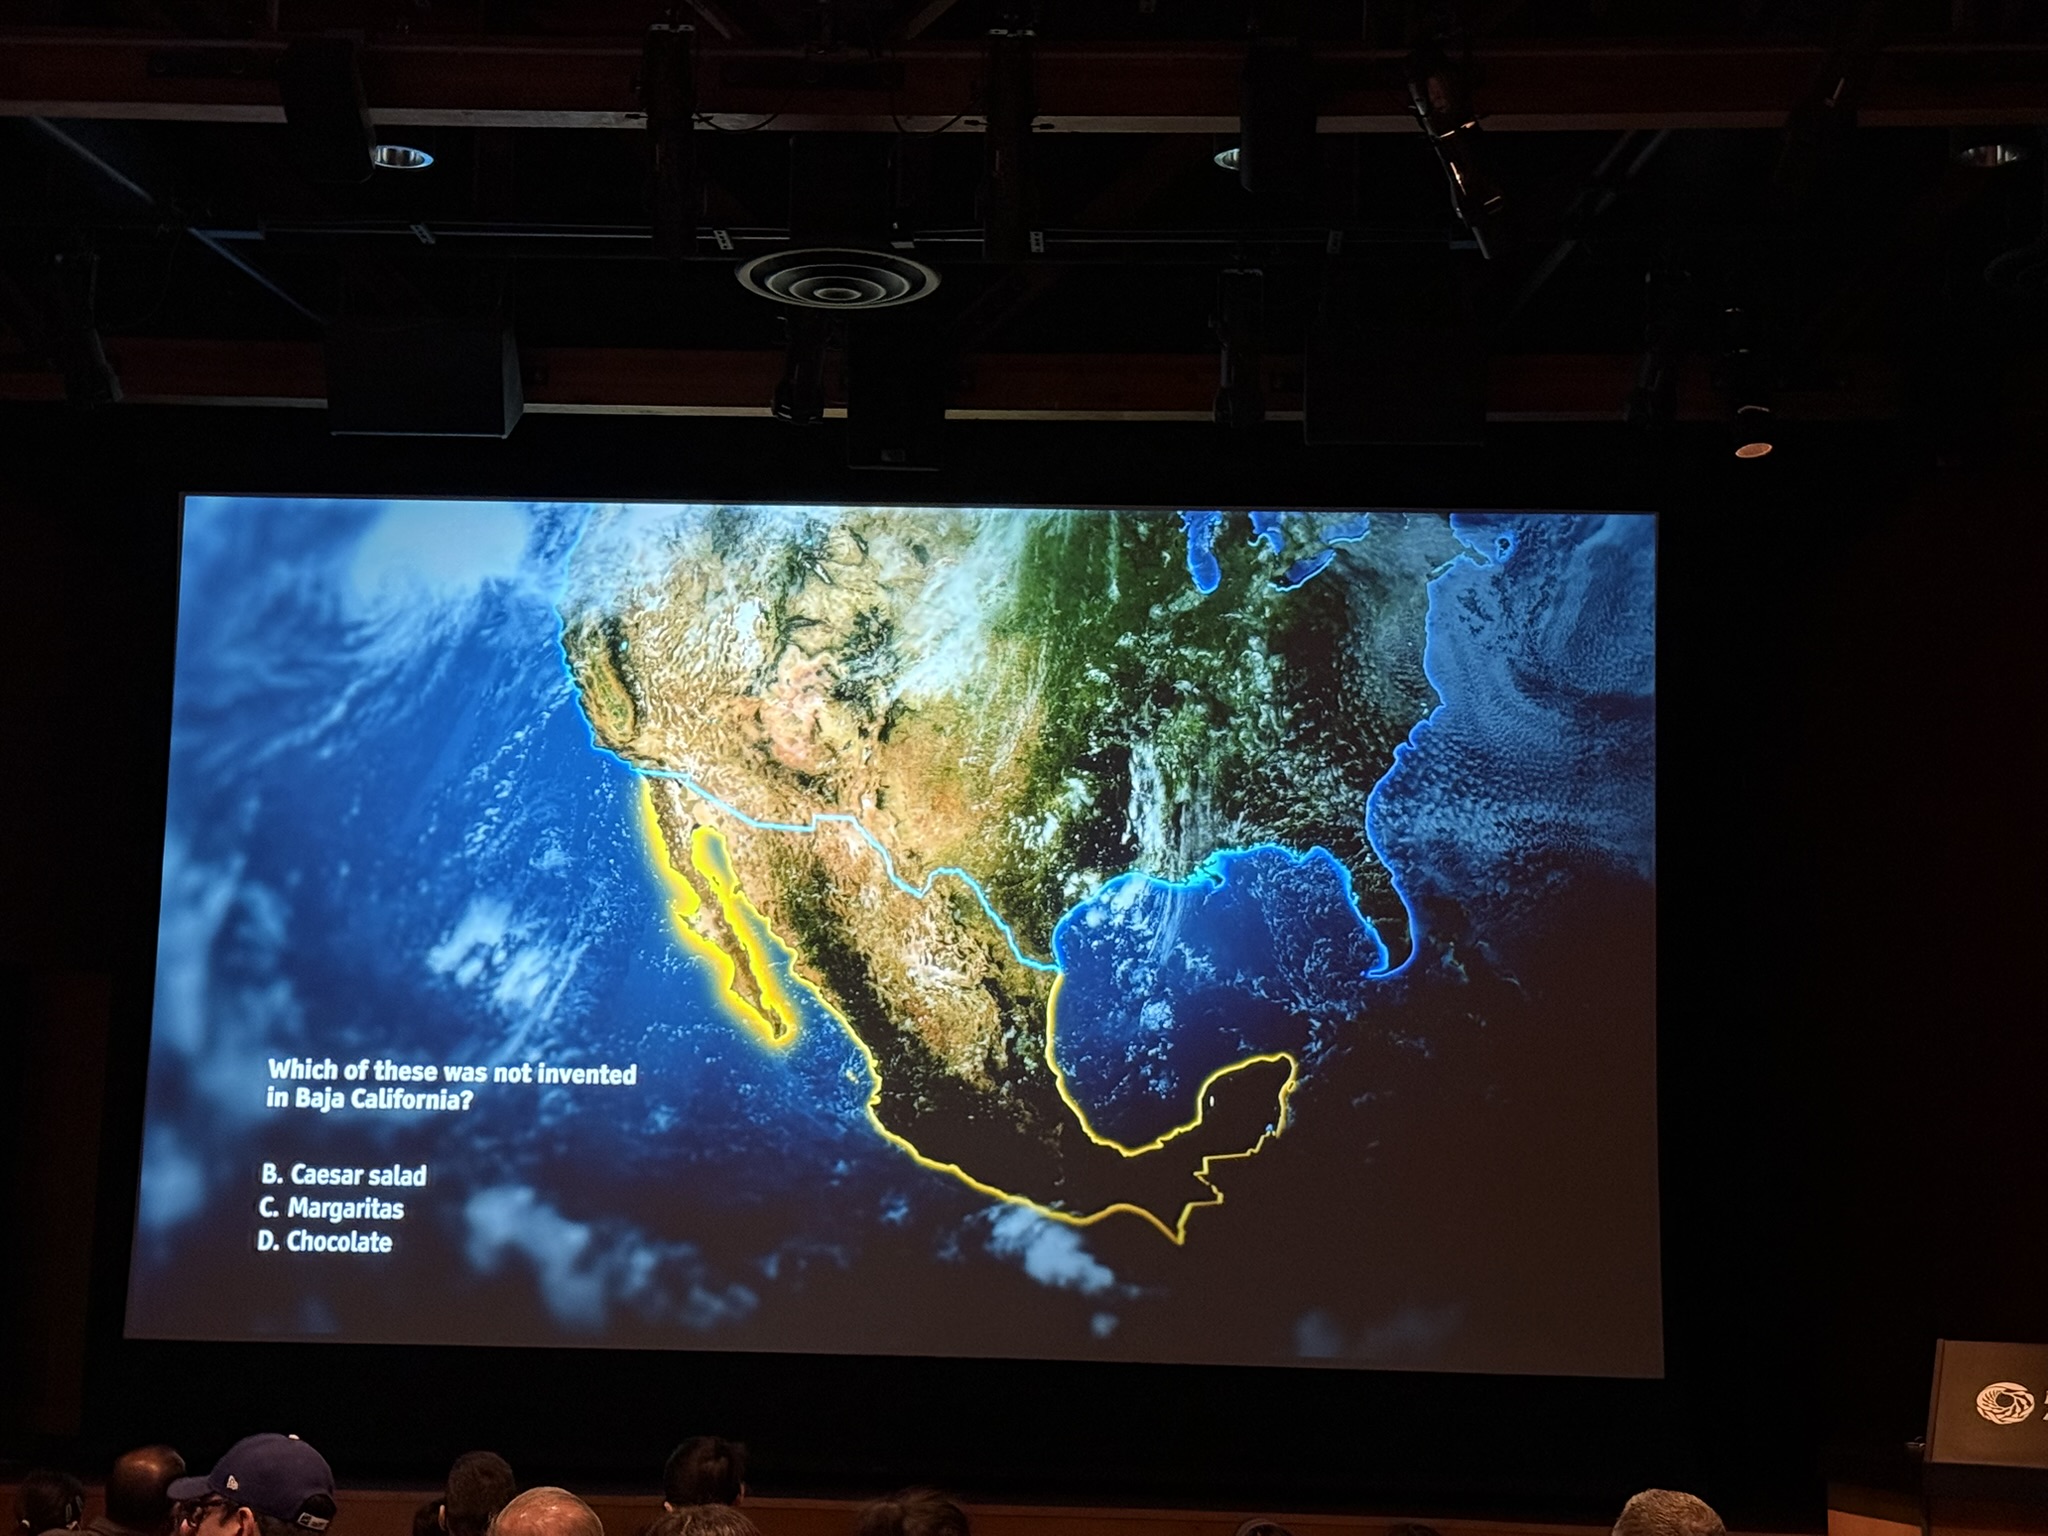 Which of these was not invented
in Baja California?
B. Caesar salad
C. Margaritas
D. Chocolate